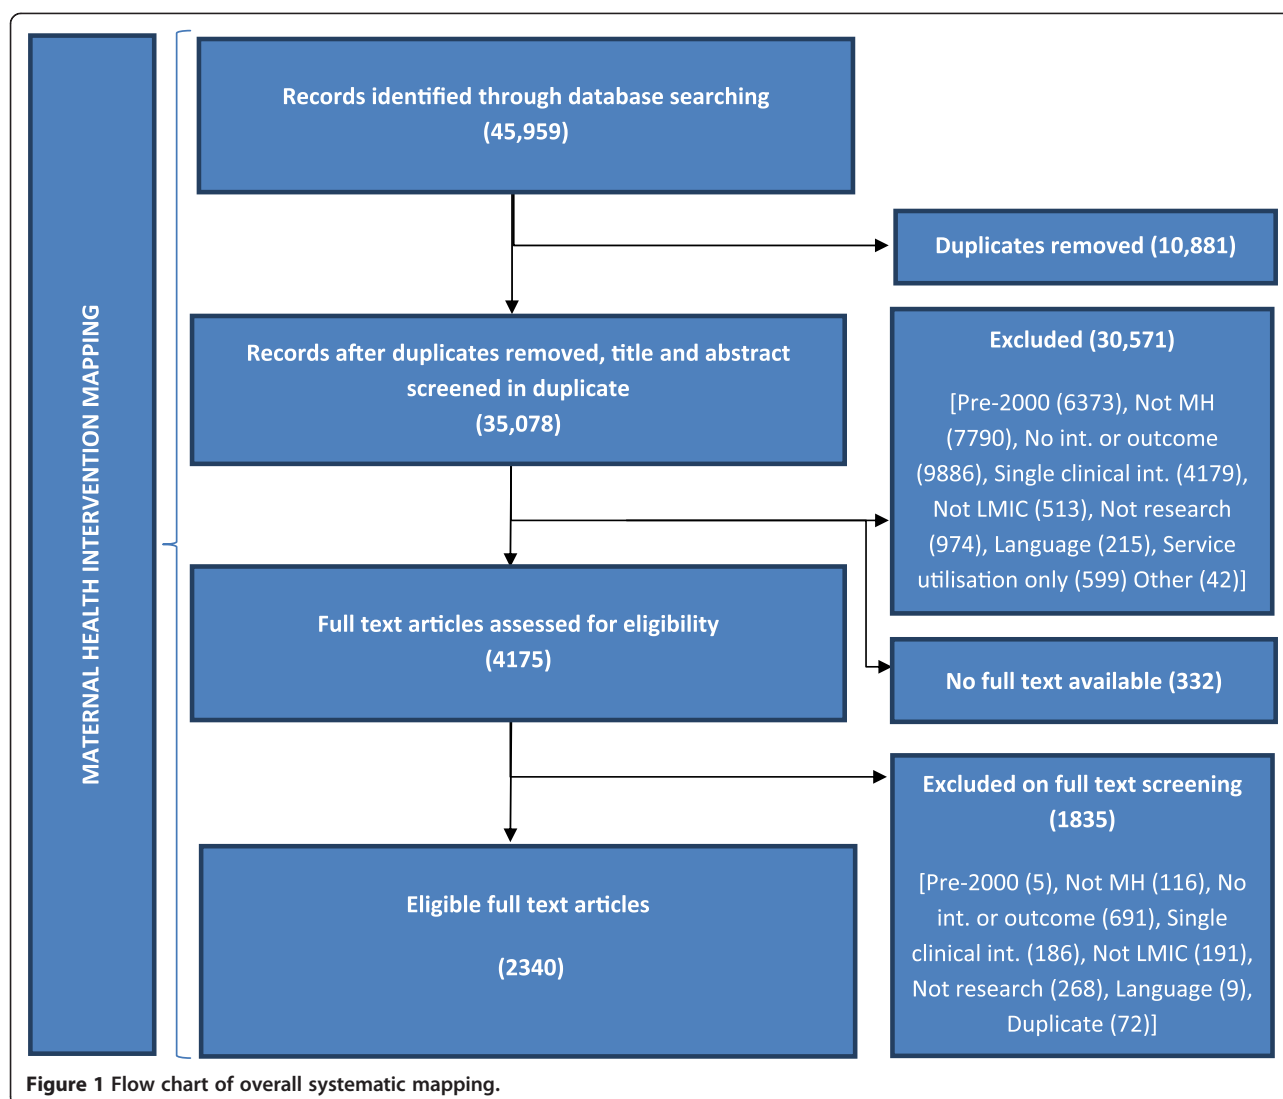 MATERNAL HEALTH INTERVENTION MAPPING
Records identified through database searching
(45,959)
Duplicates removed (10,881)
Records after duplicates removed, title and abstract
screened in duplicate
(35,078)
Excluded (30,571)
[Pre-2000 (6373), Not MH
(7790), No int. or outcome
(9886), Single clinical int. (4179),
Not LMIC (513), Not research
(974), Language (215), Service
utilisation only (599) Other (42)]
Full text articles assessed for eligibility
(4175)
No full text available (332)
Excluded on full text screening
(1835)
[Pre-2000 (5), Not MH (116), No
int. or outcome (691), Single
clinical int. (186), Not LMIC (191),
Not research (268), Language (9),
Duplicate (72)]
Eligible full text articles
(2340)
Figure 1 Flow chart of overall systematic mapping.